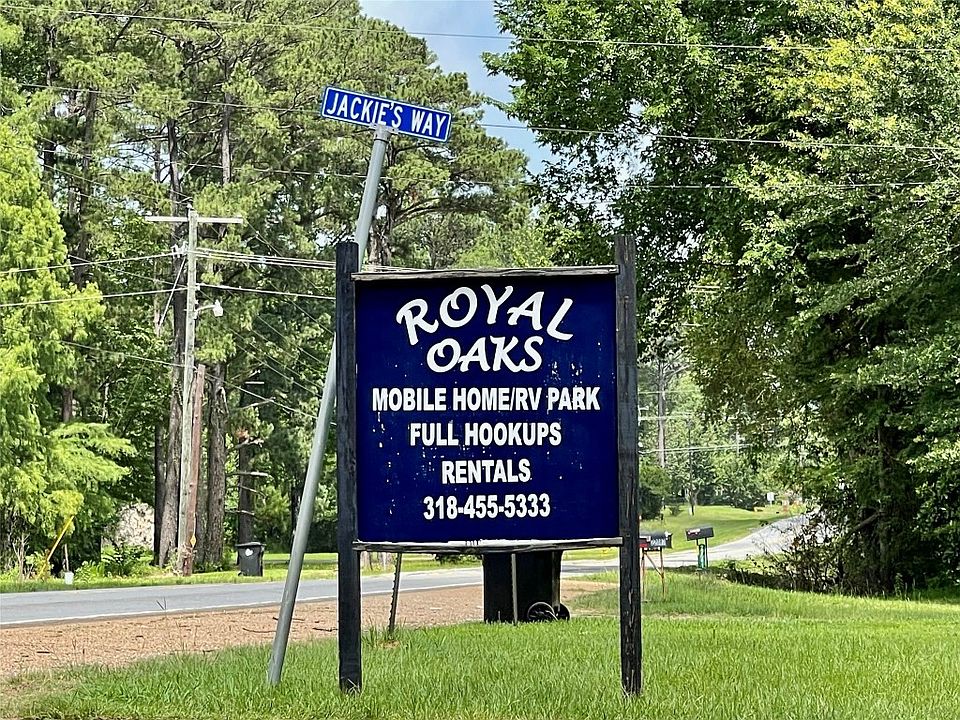 JACKIE'S WAY
ROYAL
OAKS
MOBILE HOME/RV PARK
FULL HOOKUPS
RENTALS
318-455-5333